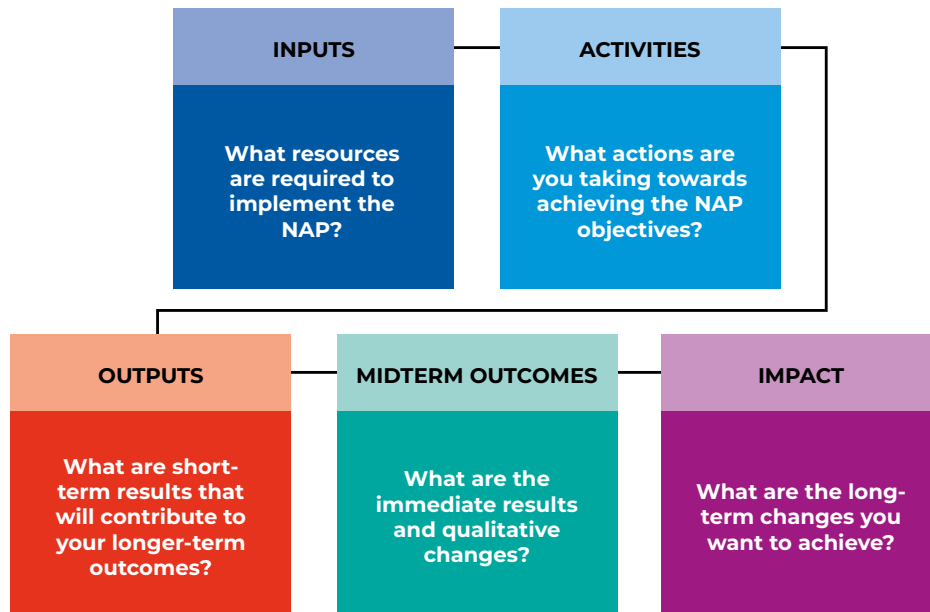 INPUTS
What resources
are required to
implement the
NAP?
ACTIVITIES
What actions are
you taking towards
achieving the NAP
objectives?
OUTPUTS
What are short-
term results that
will contribute to
your longer-term
outcomes?
MIDTERM OUTCOMES
What are the
immediate results
and qualitative
changes?
IMPACT
What are the long-
term changes you
want to achieve?